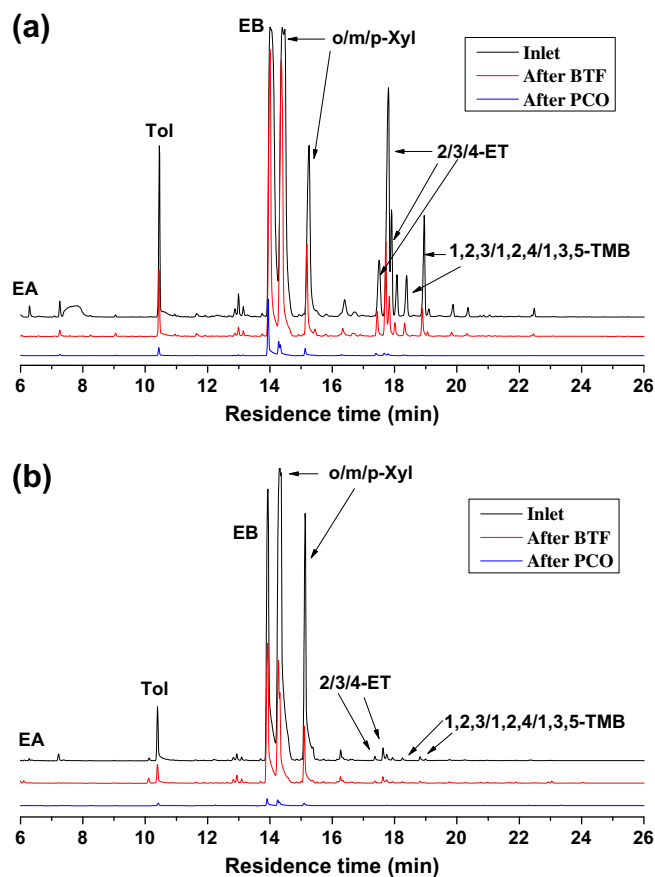 (a)
EB
o/m/p-Xyl
Inlet
After BTF
After PCO
Tol
2/3/4-ET
1,2,3/1,2,4/1,3,5-TMB
EA
6 8 10 12 14 16 18 20 22 24 26
Residence time (min)
(b)
o/m/p-Xyl
Inlet
After BTF
After PCO
EB
2/3/4-ET
Tol
1,2,3/1,2,4/1,3,5-TMB
EA
6 8 10 12 14 16 18 20 22 24 26
Residence time (min)